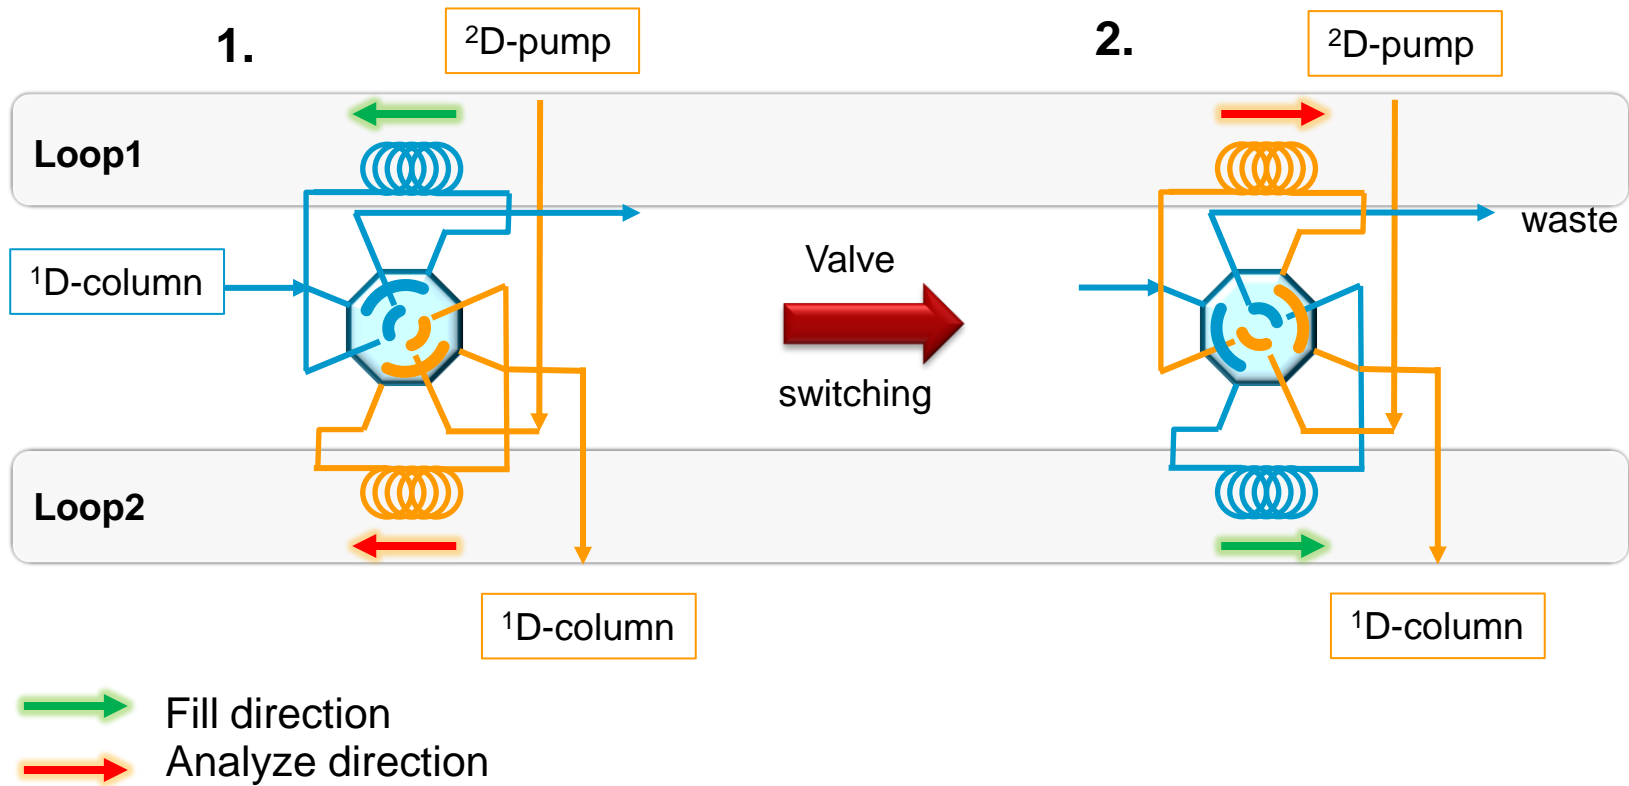 1.
²D-pump
2.
²D-pump
Loop1
waste
¹D-column
Valve
switching
Loop2
¹D-column
¹D-column
Fill direction
Analyze direction